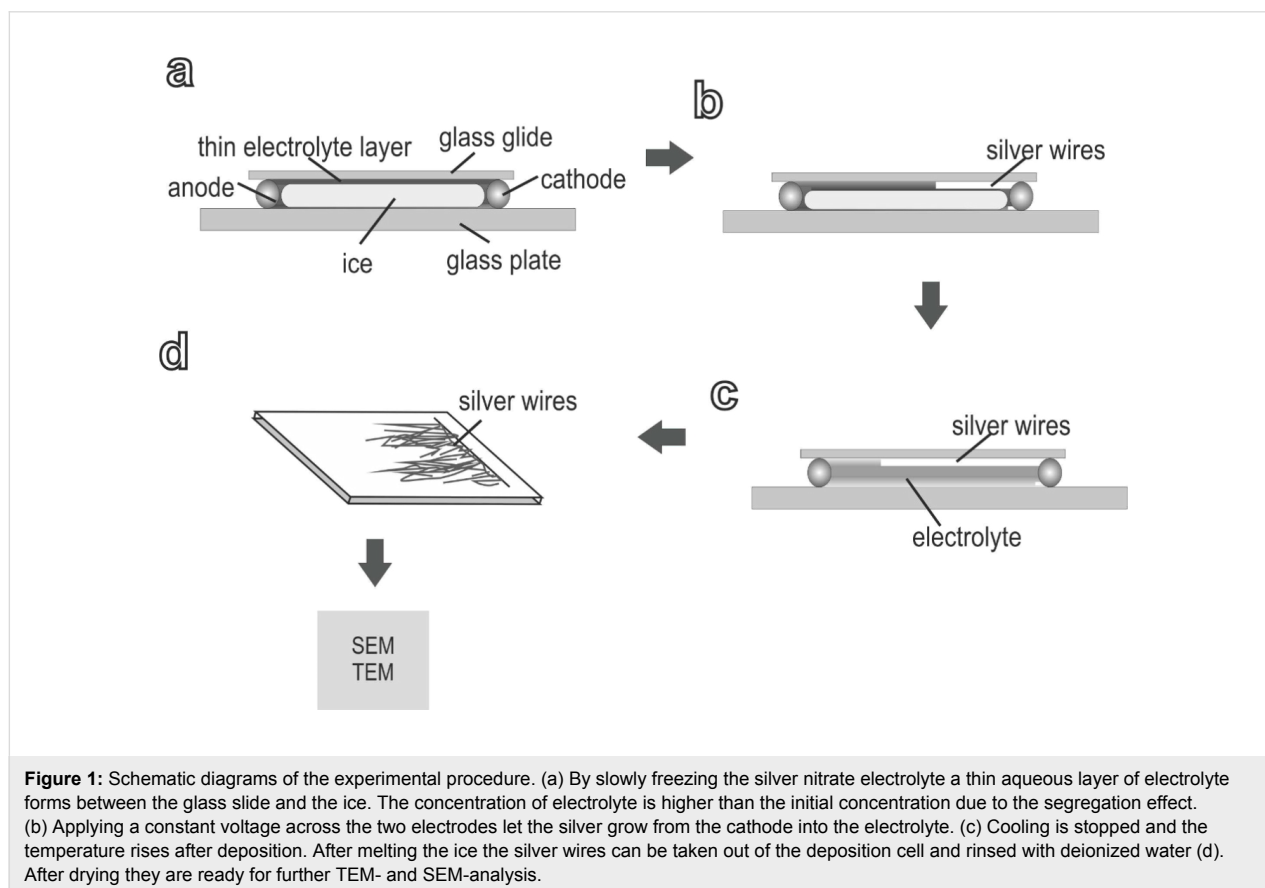 a
thin electrolyte layer
glass glide
anode
cathode
ice
glass plate
b
silver wires
c
silver wires
electrolyte
d
silver wires
SEM
TEM
Figure 1: Schematic diagrams of the experimental procedure. (a) By slowly freezing the silver nitrate electrolyte a thin aqueous layer of electrolyte
forms between the glass slide and the ice. The concentration of electrolyte is higher than the initial concentration due to the segregation effect.
(b) Applying a constant voltage across the two electrodes let the silver grow from the cathode into the electrolyte. (c) Cooling is stopped and the
temperature rises after deposition. After melting the ice the silver wires can be taken out of the deposition cell and rinsed with deionized water (d).
After drying they are ready for further TEM- and SEM-analysis.